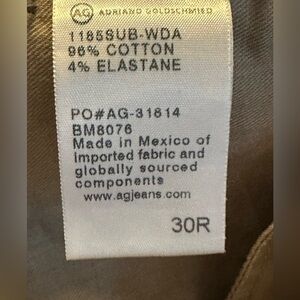 AG ADRIANO GOLDSCHMIED
1185SUB-WDA
96% COTTON
4% ELASTANE
PO#AG-31614
BM8076
Made in Mexico of
imported fabric and
globally sourced
components
www.agjeans.com
30R